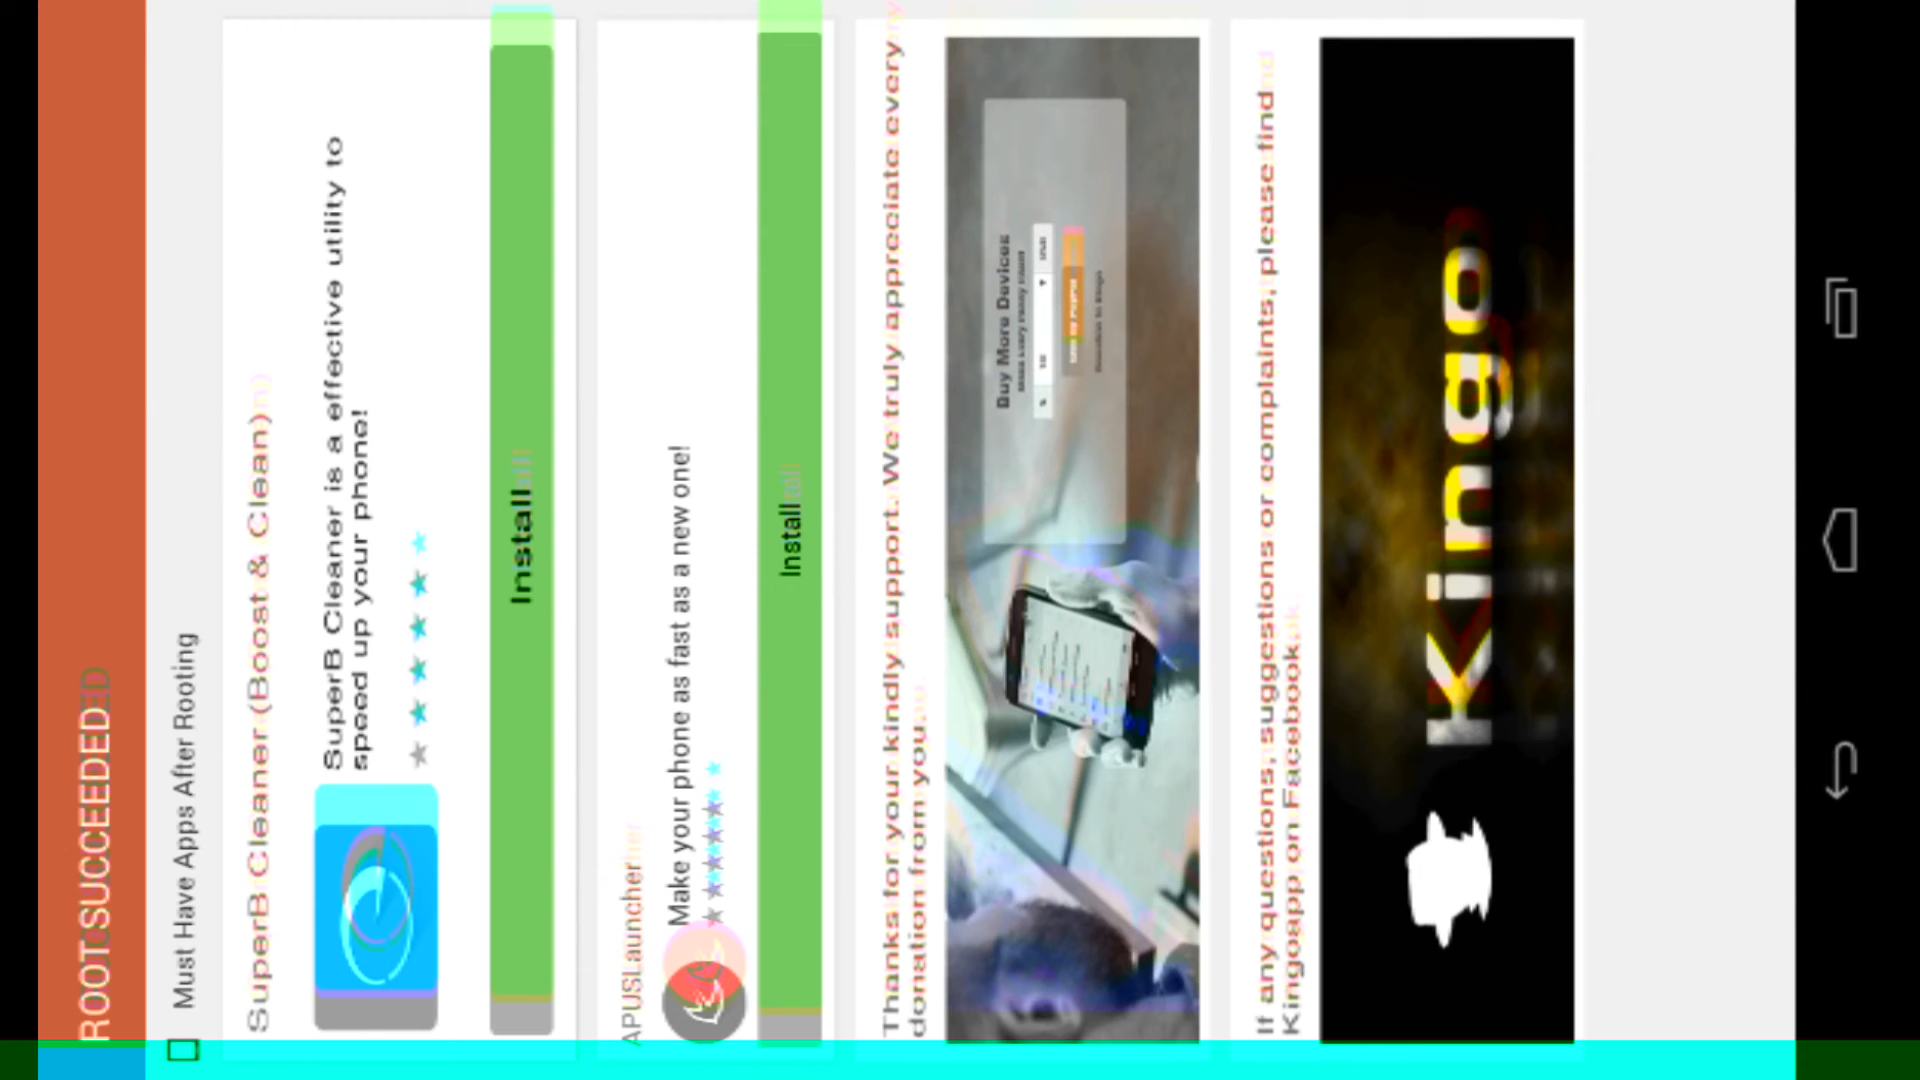 ROOT SUCCEEDED
Must Have Apps After Rooting
SuperB Cleaner (Boost & Clean)
SuperB Cleaner is a effective utility to
speed up your phone!
Install
APUS Launcher
Make your phone as fast as a new one!
Install
Thanks for your kindly support. We truly appreciate every
donation from you.
Buy More Devices
If any questions, suggestions or complaints, please find
Kingoapp on Facebook.
Kingo